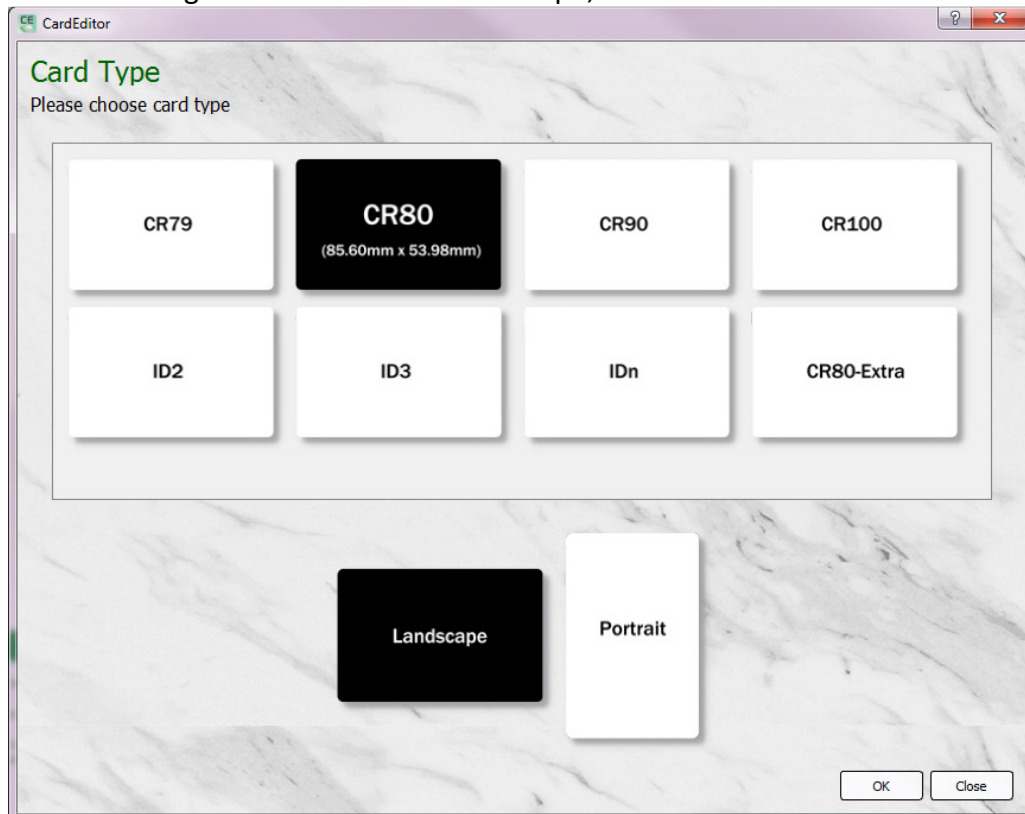 CE CardEditor
Card Type
Please choose card type
CR79
CR80
(85.60mm x 53.98mm)
CR90
CR100
ID2
ID3
IDn
CR80-Extra
Landscape
Portrait
OK
Close